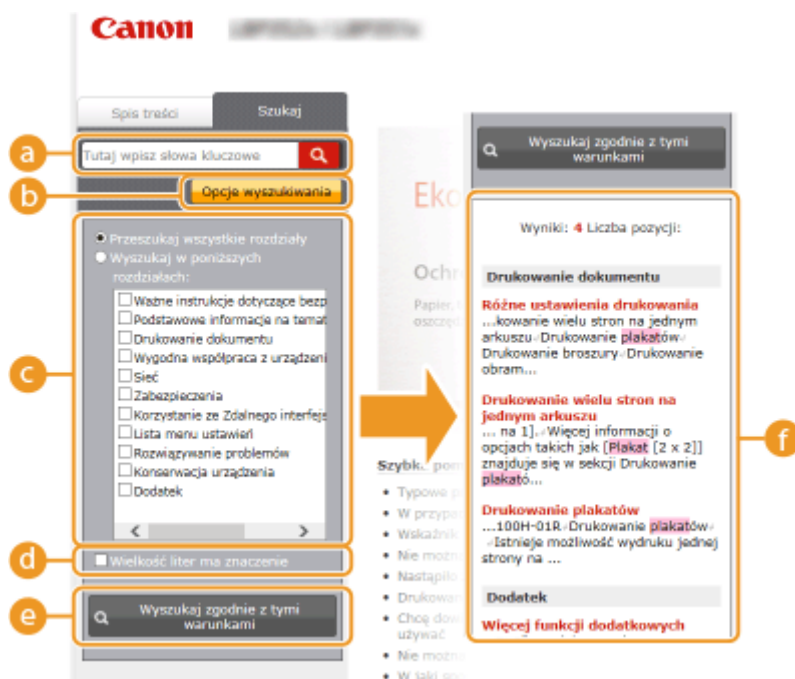 Canon
Spis treści
Szukaj
a
Tutaj wpisz słowa kluczowe
b
Opcje wyszukiwania
c
Przeszukaj wszystkie rozdziały
Wyszukaj w poniższych
rozdziałach:
Ważne instrukcje dotyczące bezp
Podstawowe informacje na temat
Drukowanie dokumentu
Wygodna współpraca z urządzeni
Sieć
Zabezpieczenia
Korzystanie ze Zdalnego interfejs
Lista menu ustawień
Rozwiązywanie problemów
Konserwacja urządzenia
Dodatek
d
Wielkość liter ma znaczenie
e
Wyszukaj zgodnie z tymi
warunkami
Eko
Ochr
Papier,
oszczę
Szybk pom
Typowe p
W przypa
Wskaźnik
Nie możn
Nastąpiło
Drukowan
Chcę dow
używać
Nie możn
W jaki spo
Wyszukaj zgodnie z tymi
warunkami
f
Wyniki: 4 Liczba pozycji:
Drukowanie dokumentu
Różne ustawienia drukowania
...kowanie wielu stron na jednym
arkuszu Drukowanie plakatów
Drukowanie broszury Drukowanie
obram...
Drukowanie wielu stron na
jednym arkuszu
... na 1]. Więcej informacji o
opcjach takich jak [Plakat [2 x 2]]
znajduje się w sekcji Drukowanie
plakató...
Drukowanie plakatów
...100H-01R Drukowanie plakatów
Istnieje możliwość wydruku jednej
strony na ...
Dodatek
Więcej funkcji dodatkowych